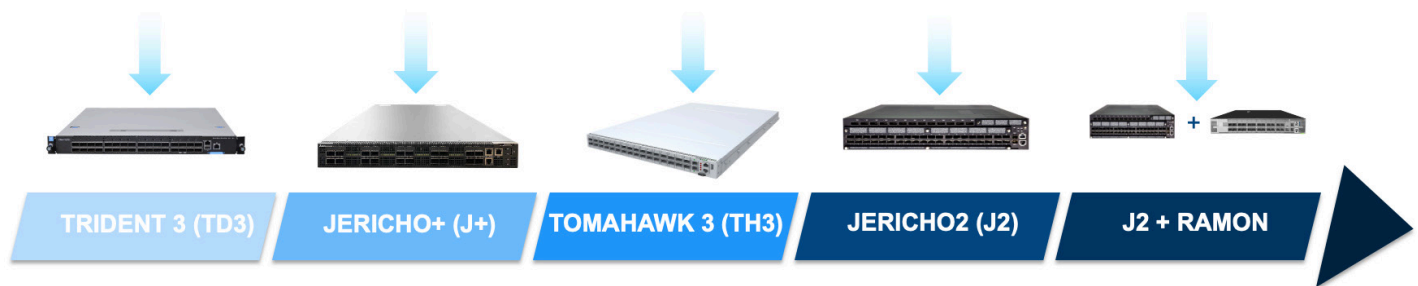 +
TRIDENT 3 (TD3)
JERICHO+ (J+)
TOMAHAWK 3 (TH3)
JERICHO2 (J2)
J2 + RAMON